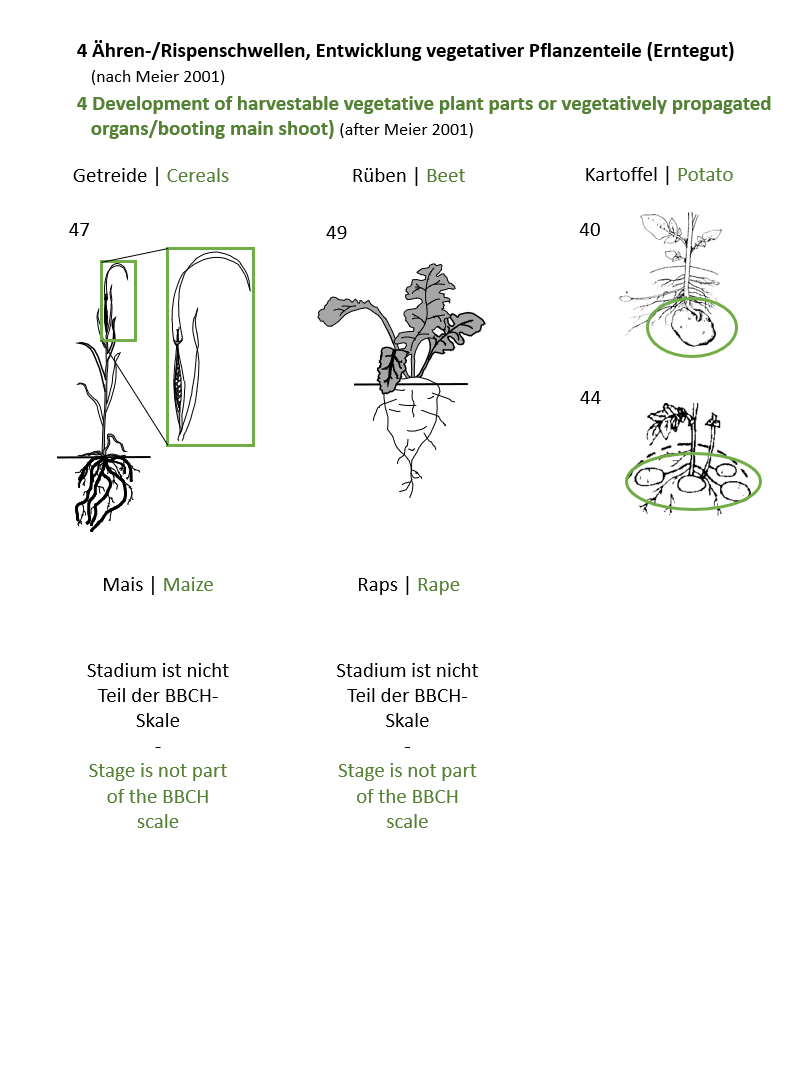 4 Ähren-/Rispenschwellen, Entwicklung vegetativer Pflanzenteile (Erntegut)
(nach Meier 2001)
4 Development of harvestable vegetative plant parts or vegetatively propagated
organs/booting main shoot) (after Meier 2001)
Getreide | Cereals
Rüben | Beet
Kartoffel | Potato
47
49
40
44
Mais | Maize
Raps | Rape
Stadium ist nicht
Teil der BBCH-
Skale
-
Stage is not part
of the BBCH
scale
Stadium ist nicht
Teil der BBCH-
Skale
-
Stage is not part
of the BBCH
scale